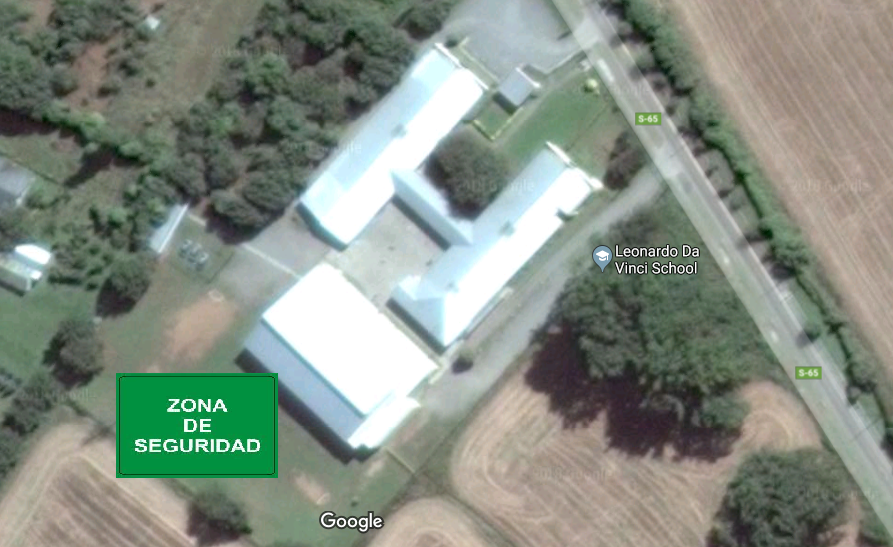 S-65
Leonardo Da
Vinci School
S-65
ZONA
DE
SEGURIDAD
Google